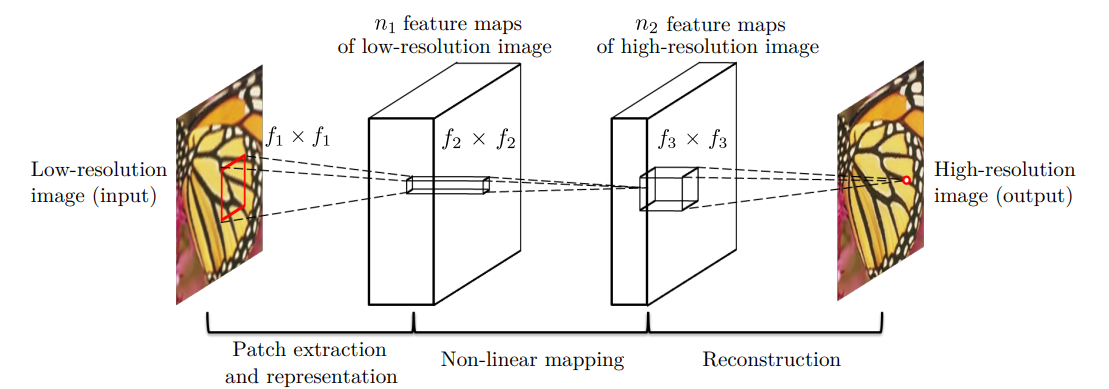 n₁ feature maps
of low-resolution image
n₂ feature maps
of high-resolution image
f₁ × f₁
f₂ × f₂
f₃ × f₃
Low-resolution
image (input)
High-resolution
image (output)
Patch extraction
and representation
Non-linear mapping
Reconstruction